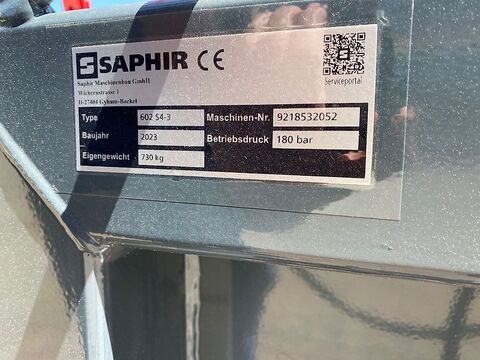 SAPHIR CE
Saphir Maschinenbau GmbH
Wichernstrasse 1
D-27404 Gyhum-Bockel
Serviceportal
Type 602 S4-3 Maschinen-Nr. 9218532052
Baujahr 2023 Betriebsdruck 180 bar
Eigengewicht 730 kg